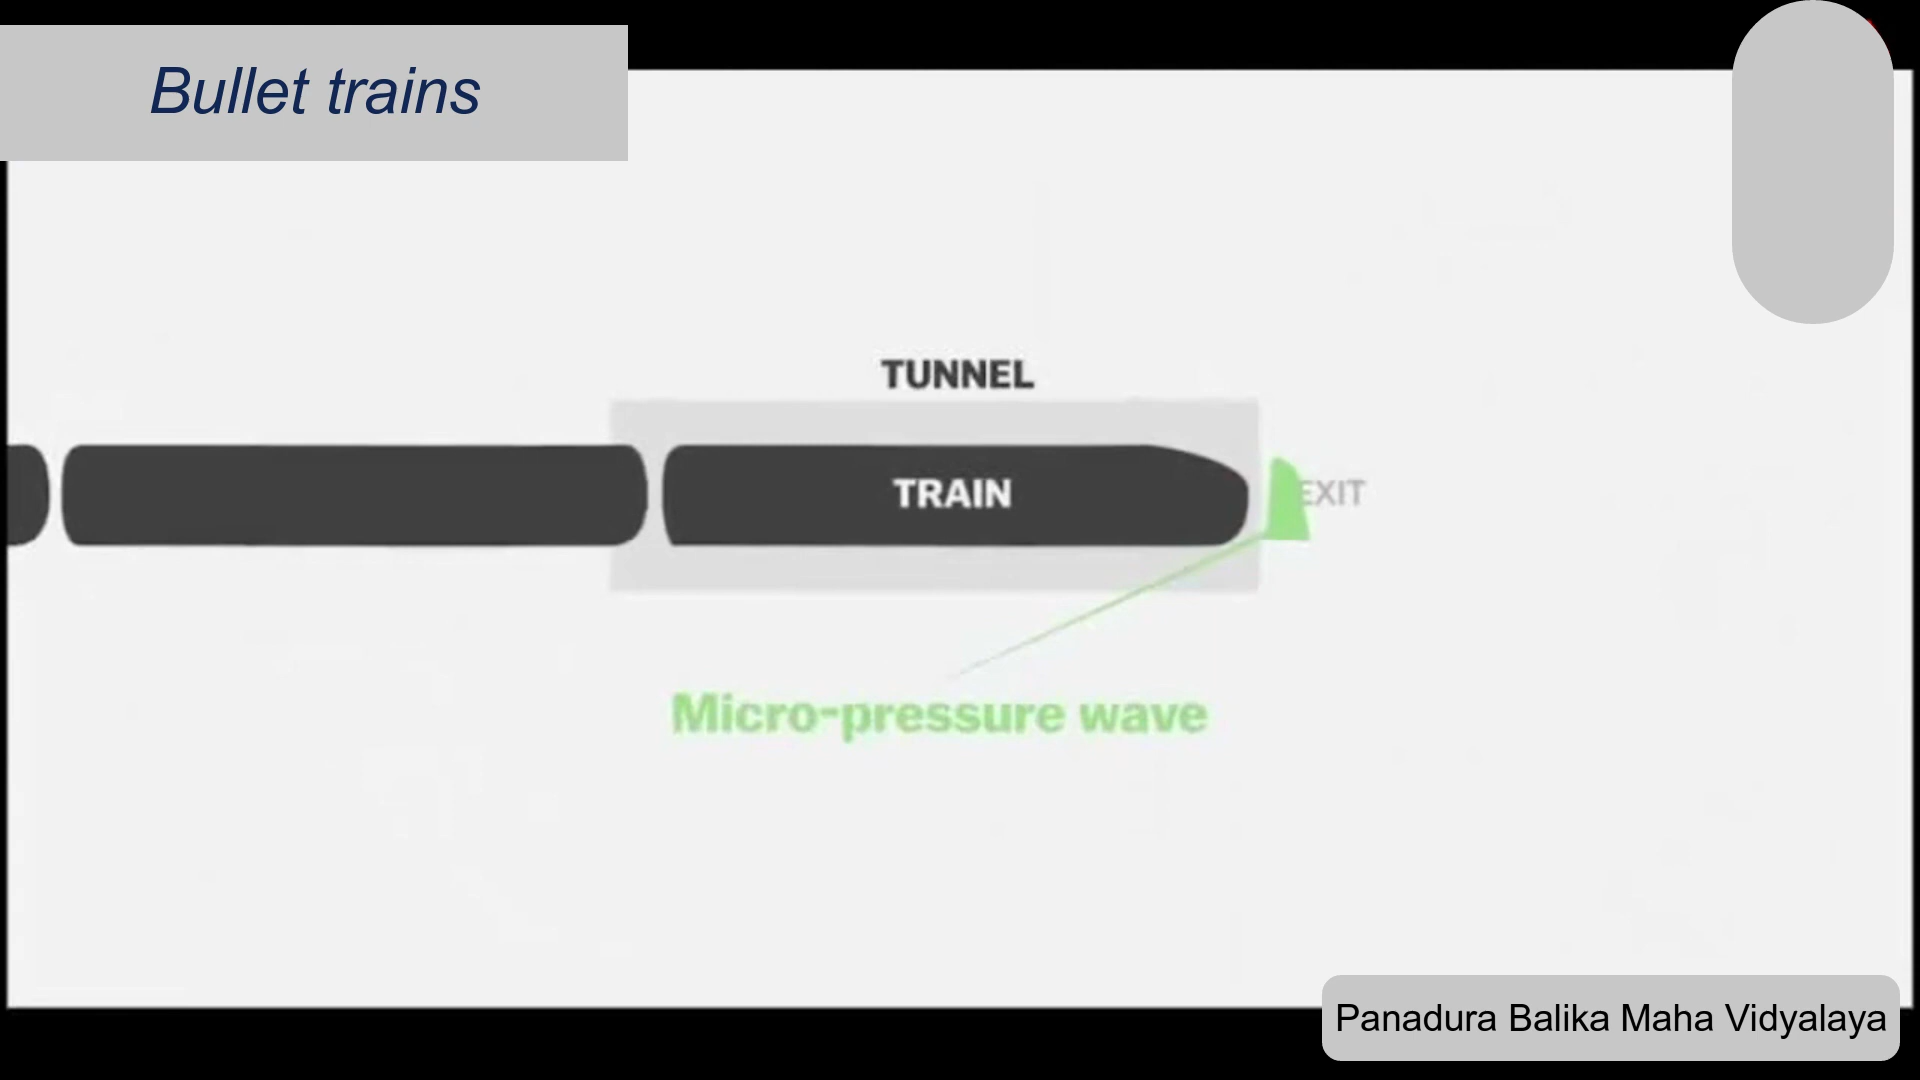 Bullet trains
TUNNEL
TRAIN
EXIT
Micro-pressure wave
Panadura Balika Maha Vidyalaya